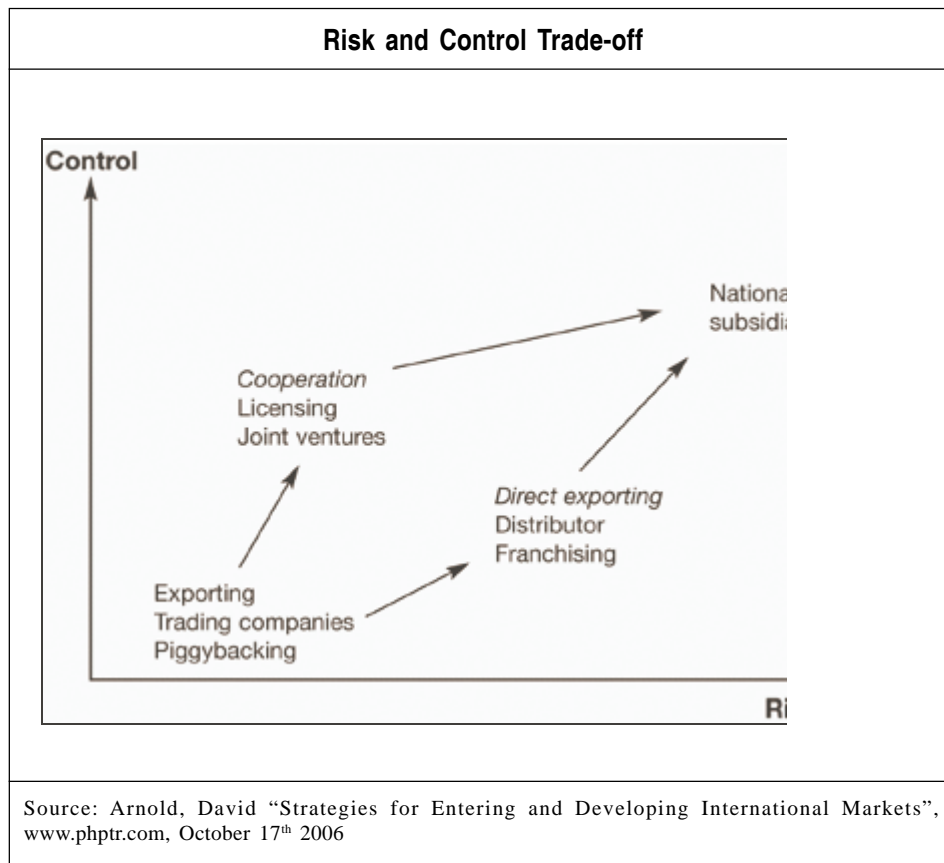 Risk and Control Trade-off
Control
Nationa
subsidia
Cooperation
Licensing
Joint ventures
Direct exporting
Distributor
Franchising
Exporting
Trading companies
Piggybacking
Ri
Source: Arnold, David “Strategies for Entering and Developing International Markets”,
www.phptr.com, October 17th 2006